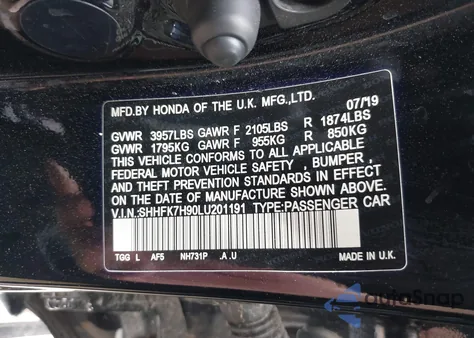 MFD.BY HONDA OF THE U.K. MFG.,LTD. 07/19
GVWR 3957LBS GAWR F 2105LBS R 1874LBS
GVWR 1795KG GAWR F 955KG R 850KG
THIS VEHICLE CONFORMS TO ALL APPLICABLE
FEDERAL MOTOR VEHICLE SAFETY , BUMPER ,
AND THEFT PREVENTION STANDARDS IN EFFECT
ON THE DATE OF MANUFACTURE SHOWN ABOVE.
V.I.N.:SHHFK7H90LU201191 TYPE:PASSENGER CAR
TGG L AF5 NH731P .A .U MADE IN U.K.
autoSnap